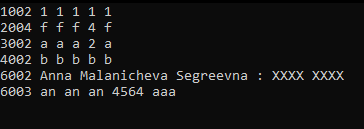 1002 1 1 1 1 1
2004 f f f 4 f
3002 a a a 2 a
4002 b b b b b
6002 Anna Malanicheva Segreevna : XXXX XXXX
6003 an an an 4564 aaa